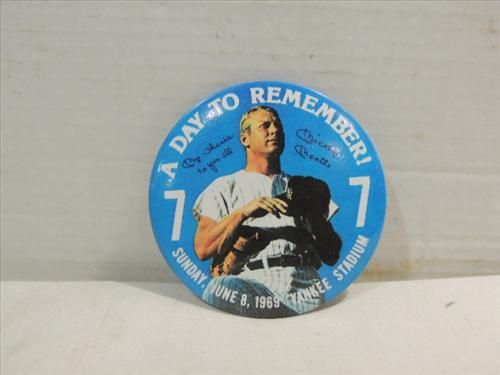 A DAY TO REMEMBER!
My thanks
to you all
Mickey
Mantle
7 7
SUNDAY, JUNE 8, 1969 YANKEE STADIUM